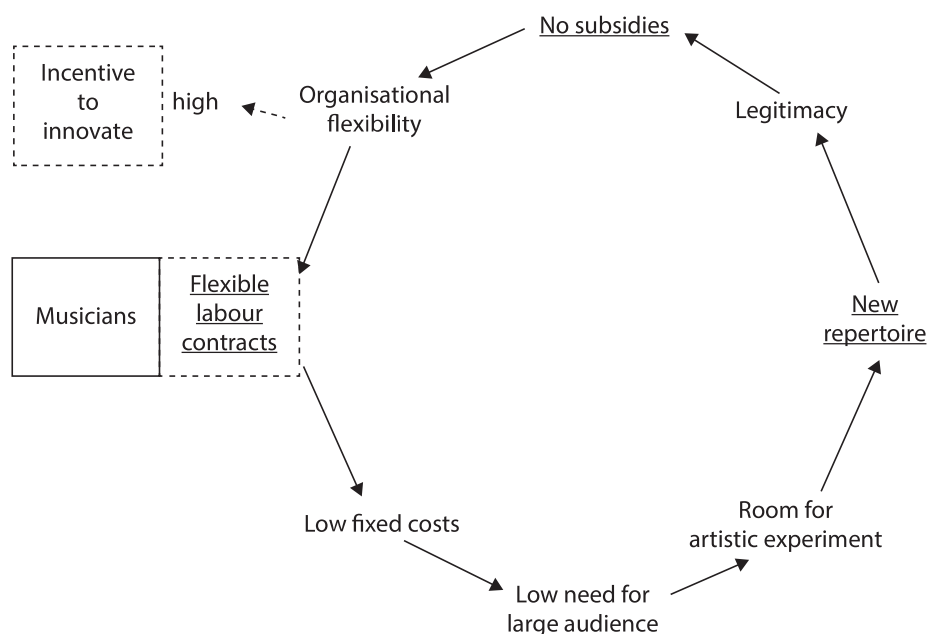 No subsidies
Incentive
to
innovate
high
Organisational
flexibility
Legitimacy
Musicians
Flexible
labour
contracts
New
repertoire
Low fixed costs
Room for
artistic experiment
Low need for
large audience